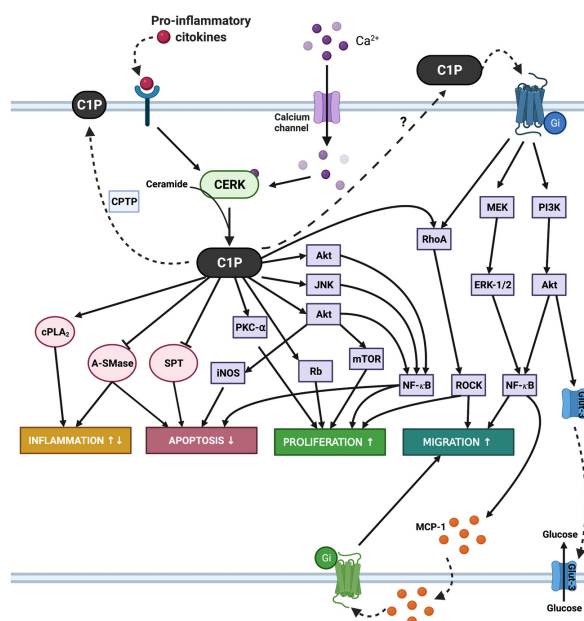 Pro-inflammatory
citokines
Ca²⁺
C1P
C1P
Calcium
channel
?
Gi
Ceramide
CERK
CPTP
MEK
PI3K
RhoA
C1P
Akt
JNK
ERK-1/2
Akt
cPLA₂
PKC-α
Akt
A-SMase
SPT
iNOS
Rb
mTOR
NF-κB
ROCK
NF-κB
Glut-3
INFLAMMATION ↑↓
APOPTOSIS ↓
PROLIFERATION ↑
MIGRATION ↑
MCP-1
Gi
Glucose
Glut-3
Glucose